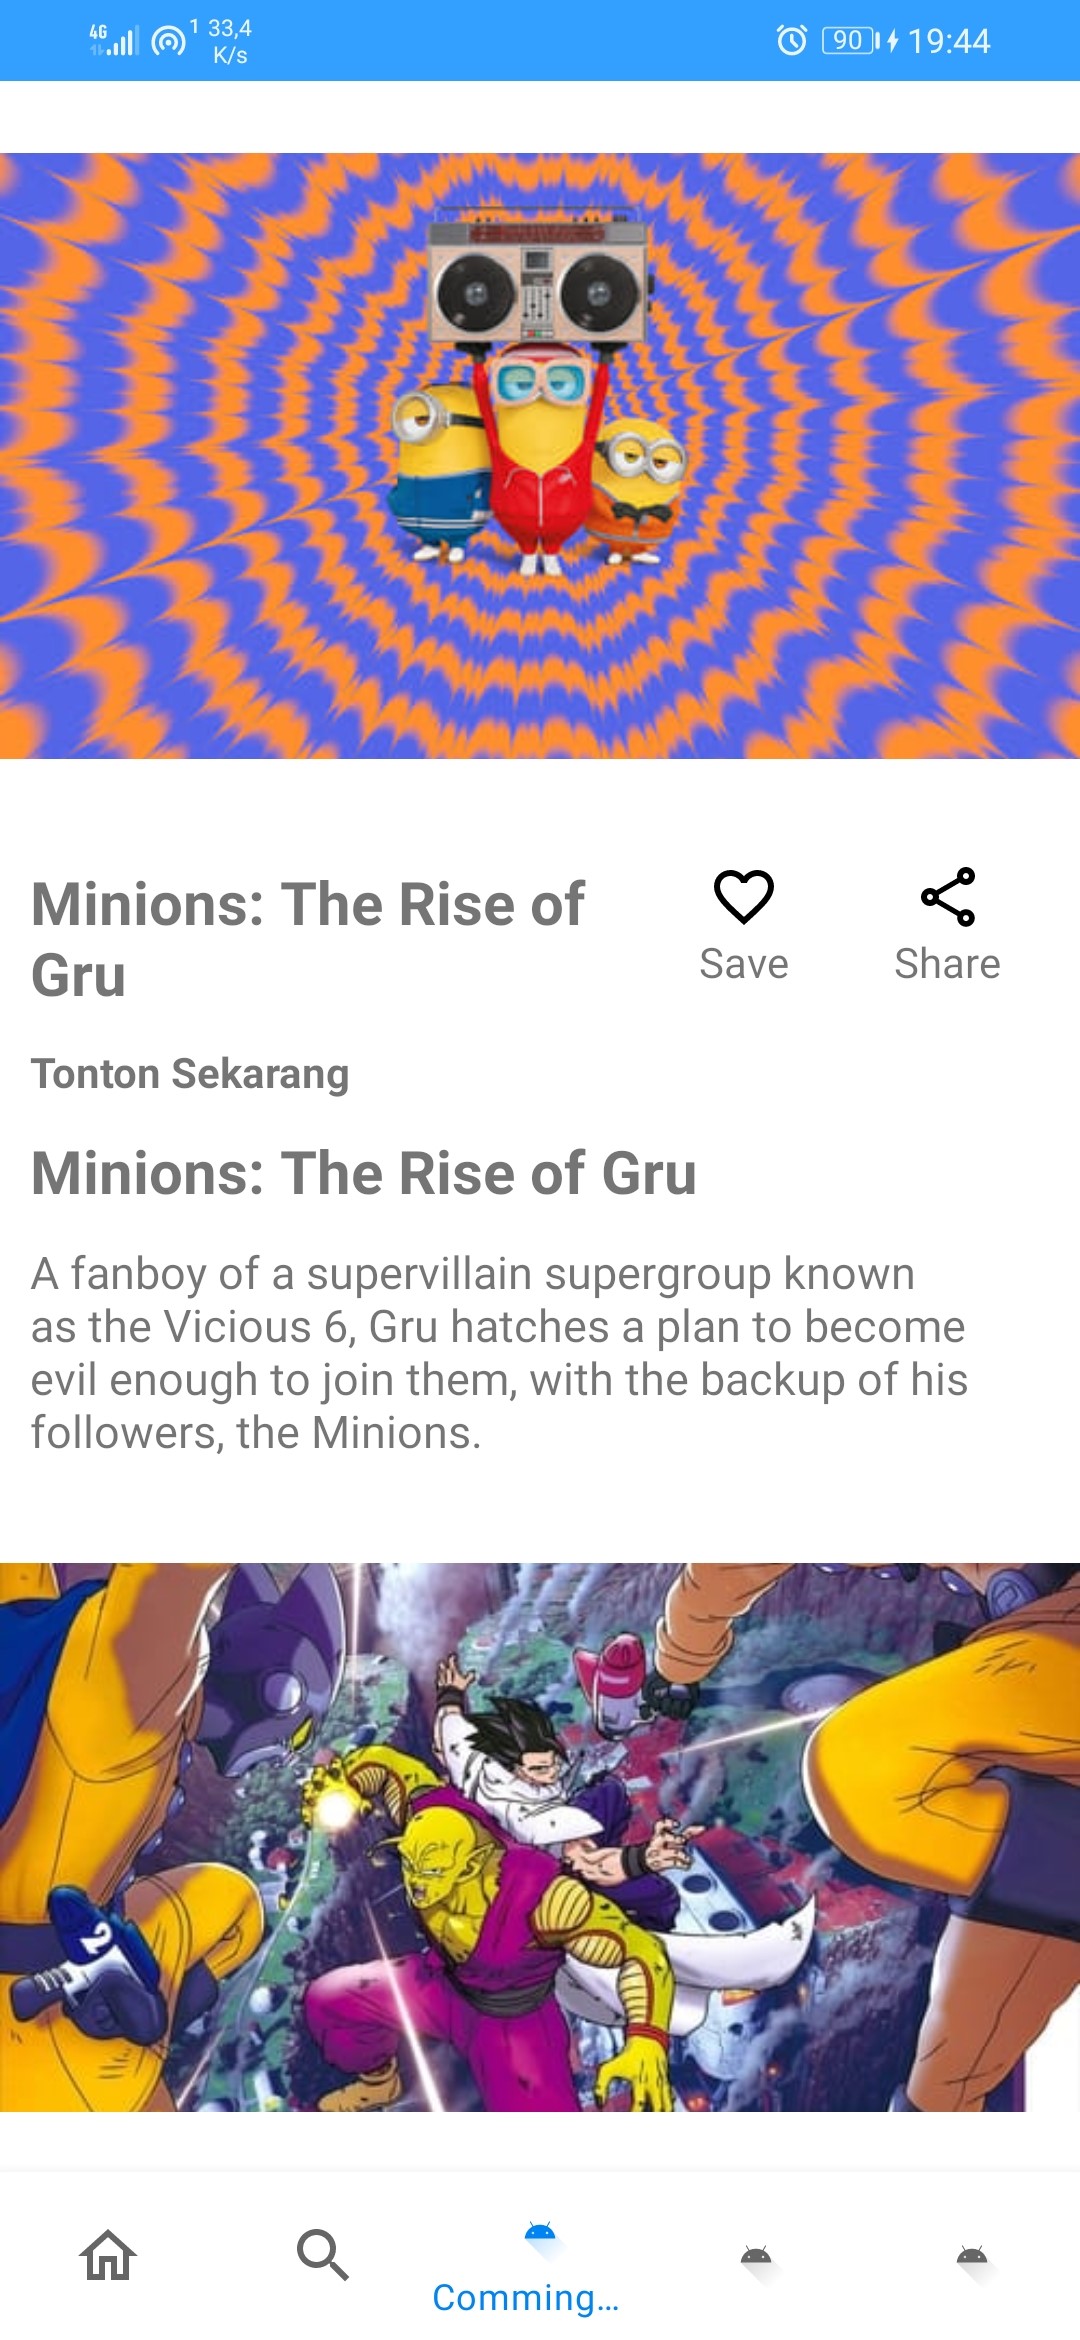 4G
1 33,4
K/s
90
19:44
Minions: The Rise of
Gru
Save
Share
Tonton Sekarang
Minions: The Rise of Gru
A fanboy of a supervillain supergroup known
as the Vicious 6, Gru hatches a plan to become
evil enough to join them, with the backup of his
followers, the Minions.
2
Comming...